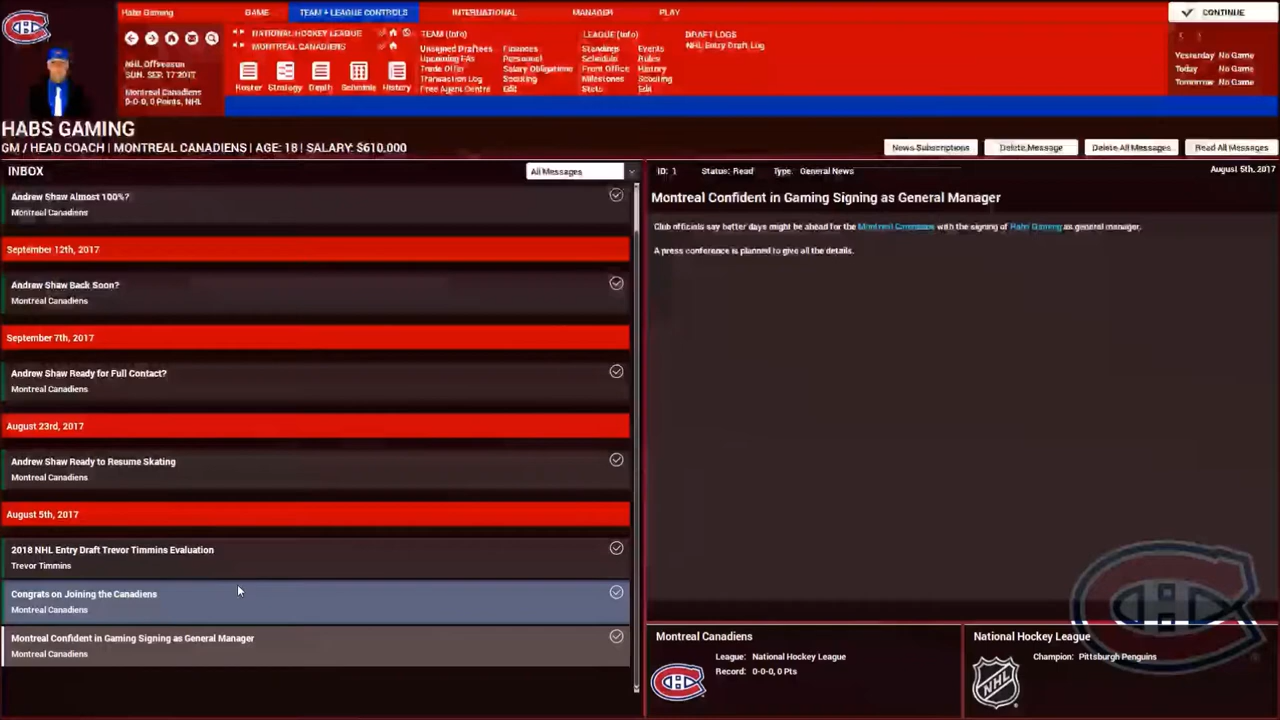 Habs Gaming
GAME
TEAM + LEAGUE CONTROLS
INTERNATIONAL
MANAGER
PLAY
CONTINUE
NATIONAL HOCKEY LEAGUE
MONTREAL CANADIENS
NHL Offseason
SUN. SEP. 17 2017
Montreal Canadiens
0-0-0, 0 Points, NHL
Roster Strategy Depth Schedule History
TEAM (Info)
Unsigned Draftees Finances
Upcoming FAs Personnel
Trade Offer Salary Obligations
Transaction Log Scouting
Free Agent Centre Edit
LEAGUE (Info)
Standings Events
Schedule Rules
Front Office History
Milestones Scouting
Stats Edit
DRAFT LOGS
NHL Entry Draft Log
Yesterday No Game
Today No Game
Tomorrow No Game
HABS GAMING
GM / HEAD COACH | MONTREAL CANADIENS | AGE: 18 | SALARY: $610,000
News Subscriptions
Delete Message
Delete All Messages
Read All Messages
INBOX
All Messages
Andrew Shaw Almost 100%?
Montreal Canadiens
September 12th, 2017
Andrew Shaw Back Soon?
Montreal Canadiens
September 7th, 2017
Andrew Shaw Ready for Full Contact?
Montreal Canadiens
August 23rd, 2017
Andrew Shaw Ready to Resume Skating
Montreal Canadiens
August 5th, 2017
2018 NHL Entry Draft Trevor Timmins Evaluation
Trevor Timmins
Congrats on Joining the Canadiens
Montreal Canadiens
Montreal Confident in Gaming Signing as General Manager
Montreal Canadiens
ID: 1 Status: Read Type: General News
August 5th, 2017
Montreal Confident in Gaming Signing as General Manager
Club officials say better days might be ahead for the Montreal Canadiens with the signing of Habs Gaming as general manager.
A press conference is planned to give all the details.
Montreal Canadiens
League: National Hockey League
Record: 0-0-0, 0 Pts
National Hockey League
Champion: Pittsburgh Penguins
NHL